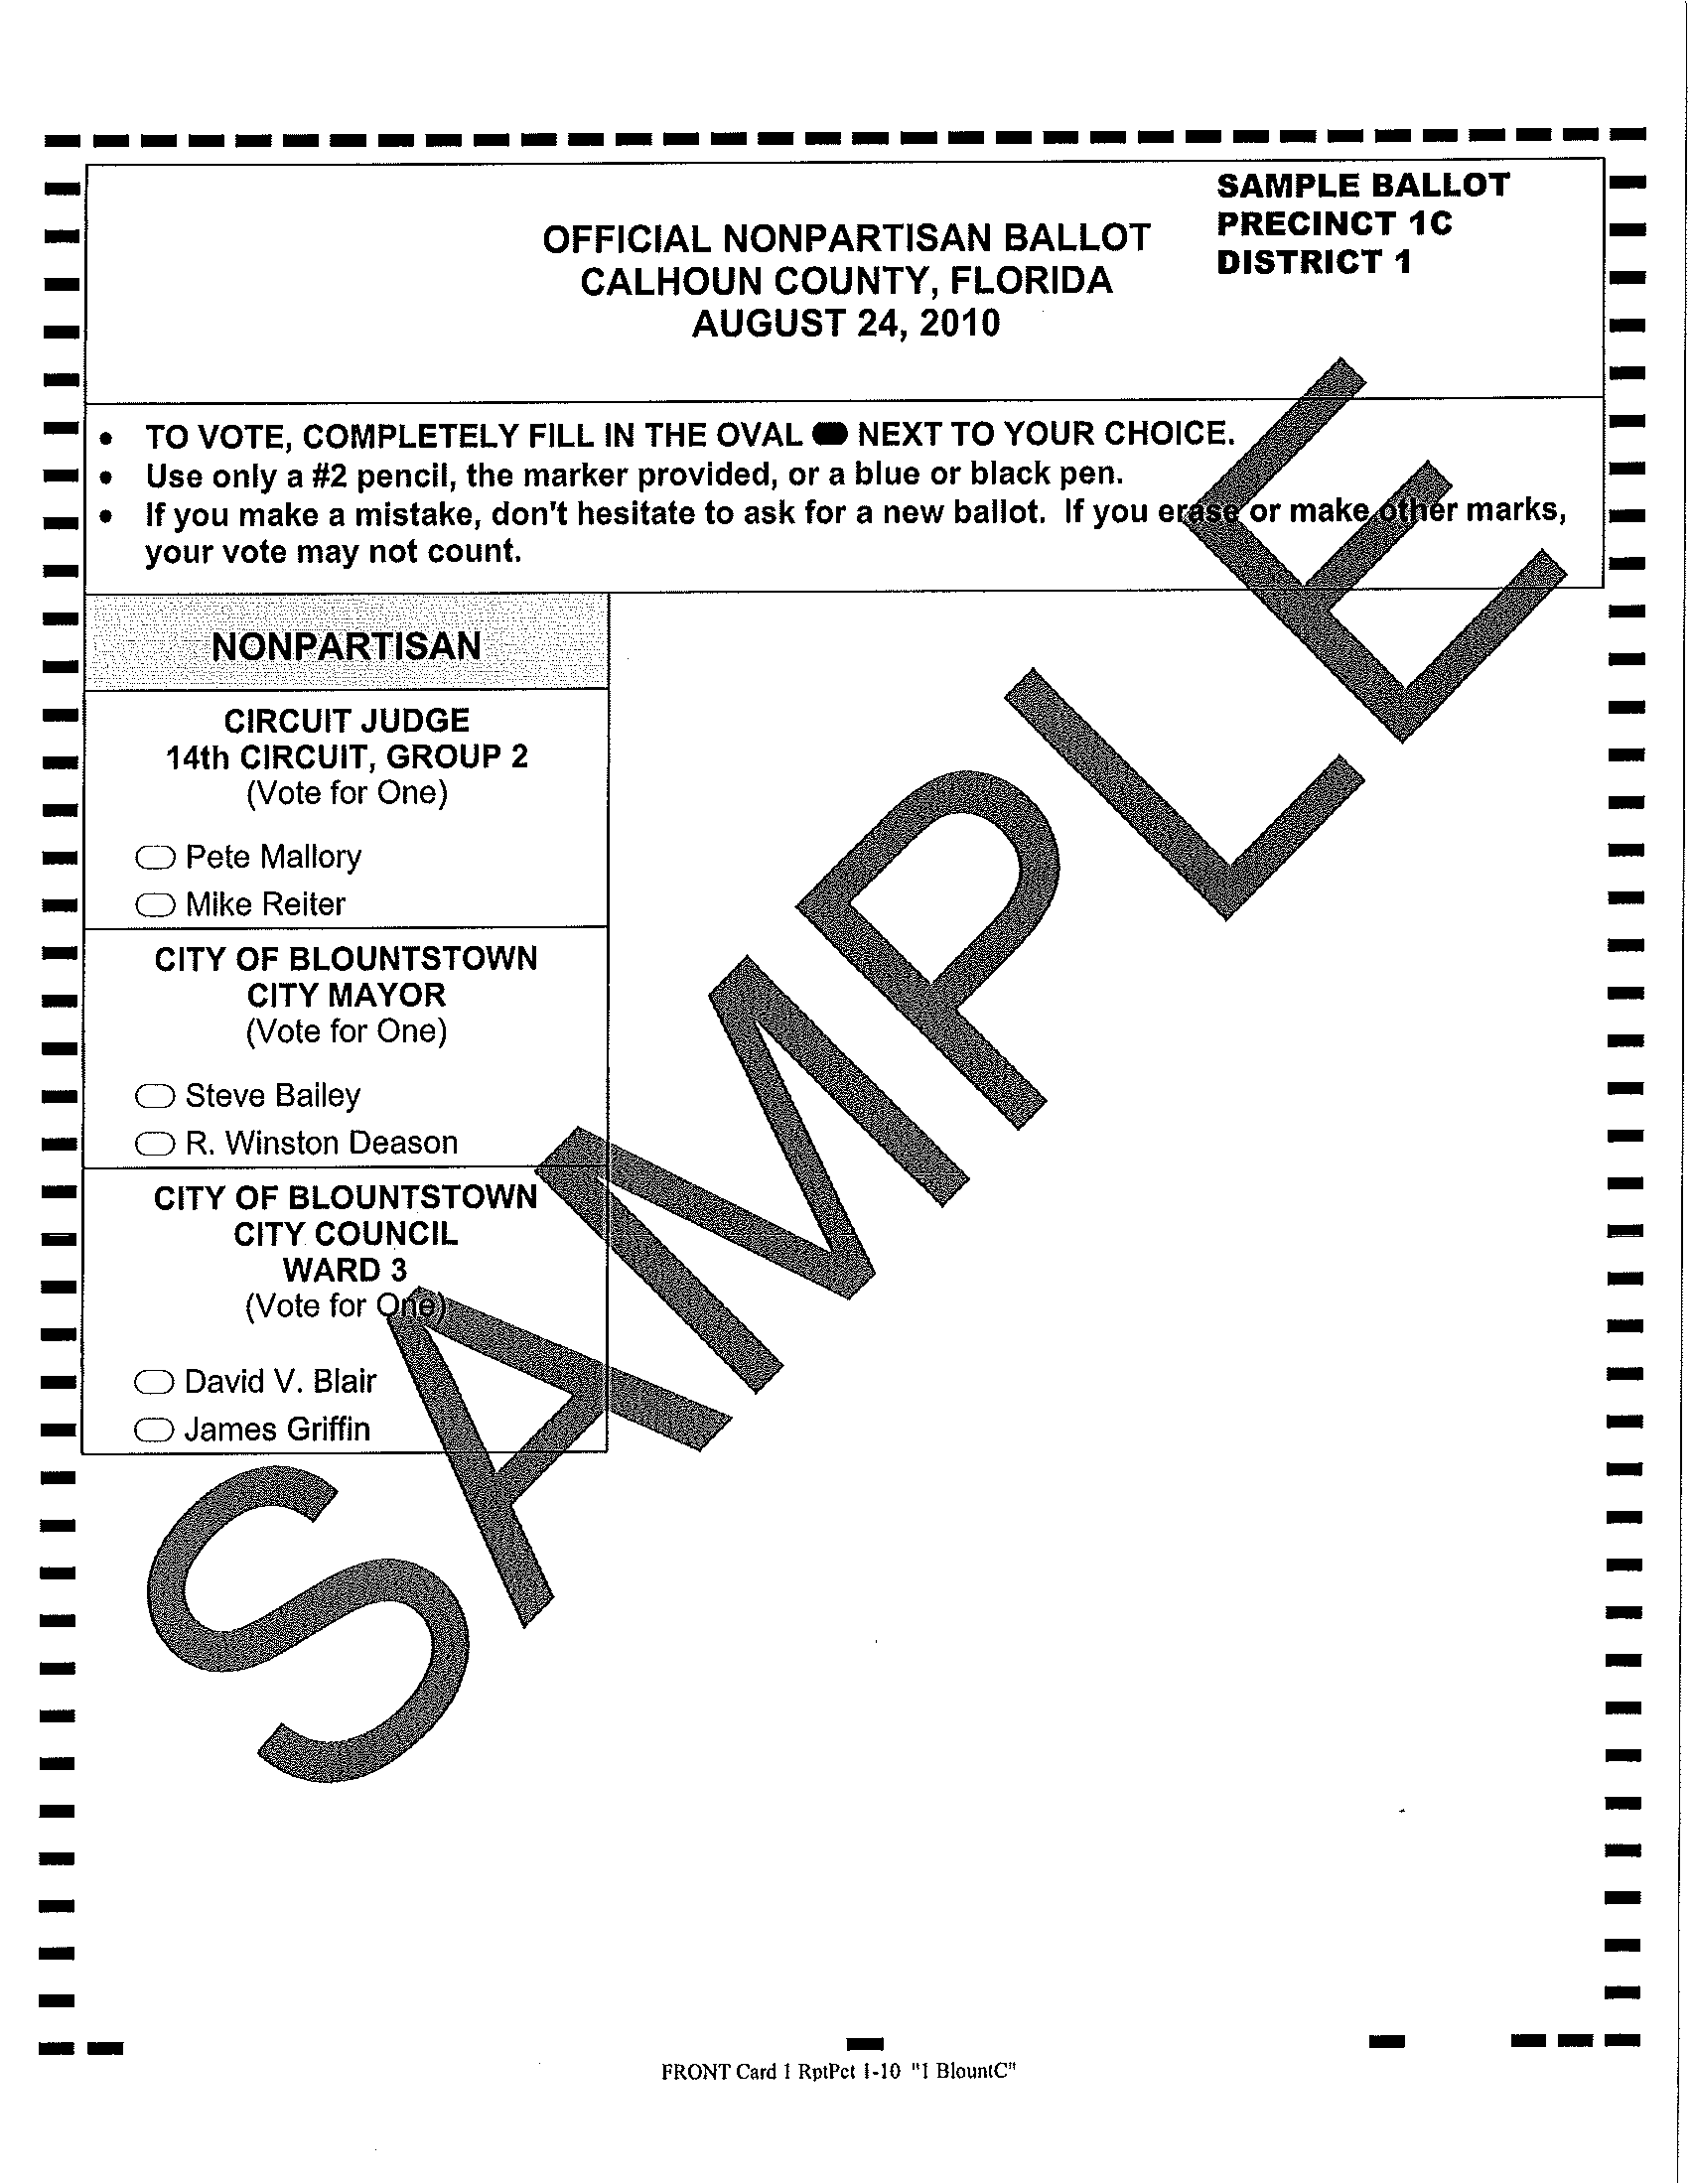 SAMPLE BALLOT
PRECINCT 1C
DISTRICT 1
OFFICIAL NONPARTISAN BALLOT
CALHOUN COUNTY, FLORIDA
AUGUST 24, 2010
• TO VOTE, COMPLETELY FILL IN THE OVAL NEXT TO YOUR CHOICE.
• Use only a #2 pencil, the marker provided, or a blue or black pen.
• If you make a mistake, don't hesitate to ask for a new ballot. If you erase or make other marks,
your vote may not count.
NONPARTISAN
CIRCUIT JUDGE
14th CIRCUIT, GROUP 2
(Vote for One)
Pete Mallory
Mike Reiter
CITY OF BLOUNTSTOWN
CITY MAYOR
(Vote for One)
Steve Bailey
R. Winston Deason
CITY OF BLOUNTSTOWN
CITY COUNCIL
WARD 3
(Vote for One)
David V. Blair
James Griffin
SAMPLE
FRONT Card 1 RptPct 1-10 "1 BlountC"